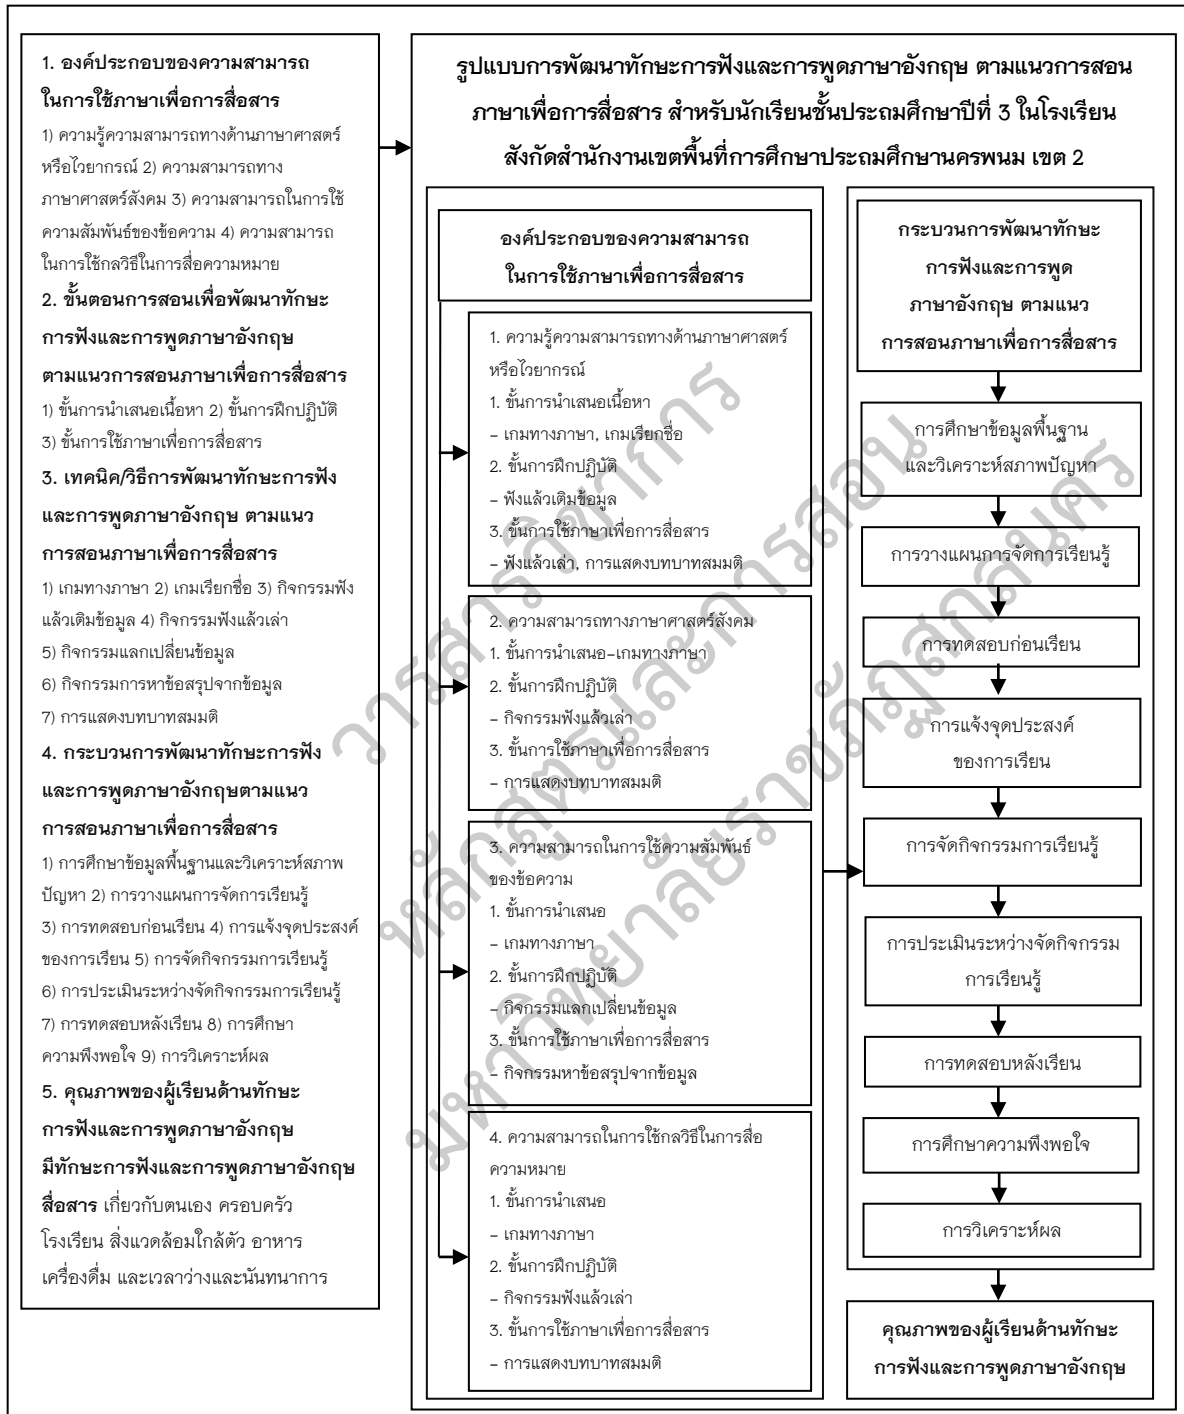 1. องค์ประกอบของความสามารถ
ในการใช้ภาษาเพื่อการสื่อสาร
1) ความรู้ความสามารถทางด้านภาษาศาสตร์
หรือไวยากรณ์ 2) ความสามารถทาง
ภาษาศาสตร์สังคม 3) ความสามารถในการใช้
ความสัมพันธ์ของข้อความ 4) ความสามารถ
ในการใช้กลวิธีในการสื่อความหมาย
2. ขั้นตอนการสอนเพื่อพัฒนาทักษะ
การฟังและการพูดภาษาอังกฤษ
ตามแนวการสอนภาษาเพื่อการสื่อสาร
1) ขั้นการนำเสนอเนื้อหา 2) ขั้นการฝึกปฏิบัติ
3) ขั้นการใช้ภาษาเพื่อการสื่อสาร
3. เทคนิค/วิธีการพัฒนาทักษะการฟัง
และการพูดภาษาอังกฤษ ตามแนว
การสอนภาษาเพื่อการสื่อสาร
1) เกมทางภาษา 2) เกมเรียกชื่อ 3) กิจกรรมฟัง
แล้วเติมข้อมูล 4) กิจกรรมฟังแล้วเล่า
5) กิจกรรมแลกเปลี่ยนข้อมูล
6) กิจกรรมการหาข้อสรุปจากข้อมูล
7) การแสดงบทบาทสมมติ
4. กระบวนการพัฒนาทักษะการฟัง
และการพูดภาษาอังกฤษตามแนว
การสอนภาษาเพื่อการสื่อสาร
1) การศึกษาข้อมูลพื้นฐานและวิเคราะห์สภาพ
ปัญหา 2) การวางแผนการจัดการเรียนรู้
3) การทดสอบก่อนเรียน 4) การแจ้งจุดประสงค์
ของการเรียน 5) การจัดกิจกรรมการเรียนรู้
6) การประเมินระหว่างจัดกิจกรรมการเรียนรู้
7) การทดสอบหลังเรียน 8) การศึกษา
ความพึงพอใจ 9) การวิเคราะห์ผล
5. คุณภาพของผู้เรียนด้านทักษะ
การฟังและการพูดภาษาอังกฤษ
มีทักษะการฟังและการพูดภาษาอังกฤษ
สื่อสาร เกี่ยวกับตนเอง ครอบครัว
โรงเรียน สิ่งแวดล้อมใกล้ตัว อาหาร
เครื่องดื่ม และเวลาว่างและนันทนาการ
รูปแบบการพัฒนาทักษะการฟังและการพูดภาษาอังกฤษ ตามแนวการสอน
ภาษาเพื่อการสื่อสาร สำหรับนักเรียนชั้นประถมศึกษาปีที่ 3 ในโรงเรียน
สังกัดสำนักงานเขตพื้นที่การศึกษาประถมศึกษานครพนม เขต 2
องค์ประกอบของความสามารถ
ในการใช้ภาษาเพื่อการสื่อสาร
1. ความรู้ความสามารถทางด้านภาษาศาสตร์
หรือไวยากรณ์
1. ขั้นการนำเสนอเนื้อหา
- เกมทางภาษา, เกมเรียกชื่อ
2. ขั้นการฝึกปฏิบัติ
- ฟังแล้วเติมข้อมูล
3. ขั้นการใช้ภาษาเพื่อการสื่อสาร
- ฟังแล้วเล่า, การแสดงบทบาทสมมติ
2. ความสามารถทางภาษาศาสตร์สังคม
1. ขั้นการนำเสนอ-เกมทางภาษา
2. ขั้นการฝึกปฏิบัติ
- กิจกรรมฟังแล้วเล่า
3. ขั้นการใช้ภาษาเพื่อการสื่อสาร
- การแสดงบทบาทสมมติ
3. ความสามารถในการใช้ความสัมพันธ์
ของข้อความ
1. ขั้นการนำเสนอ
- เกมทางภาษา
2. ขั้นการฝึกปฏิบัติ
- กิจกรรมแลกเปลี่ยนข้อมูล
3. ขั้นการใช้ภาษาเพื่อการสื่อสาร
- กิจกรรมหาข้อสรุปจากข้อมูล
4. ความสามารถในการใช้กลวิธีในการสื่อ
ความหมาย
1. ขั้นการนำเสนอ
- เกมทางภาษา
2. ขั้นการฝึกปฏิบัติ
- กิจกรรมฟังแล้วเล่า
3. ขั้นการใช้ภาษาเพื่อการสื่อสาร
- การแสดงบทบาทสมมติ
กระบวนการพัฒนาทักษะ
การฟังและการพูด
ภาษาอังกฤษ ตามแนว
การสอนภาษาเพื่อการสื่อสาร
การศึกษาข้อมูลพื้นฐาน
และวิเคราะห์สภาพปัญหา
การวางแผนการจัดการเรียนรู้
การทดสอบก่อนเรียน
การแจ้งจุดประสงค์
ของการเรียน
การจัดกิจกรรมการเรียนรู้
การประเมินระหว่างจัดกิจกรรม
การเรียนรู้
การทดสอบหลังเรียน
การศึกษาความพึงพอใจ
การวิเคราะห์ผล
คุณภาพของผู้เรียนด้านทักษะ
การฟังและการพูดภาษาอังกฤษ
วารสารวิชาการ
หลักสูตรและการสอน
มหาวิทยาลัยราชภัฏสกลนคร